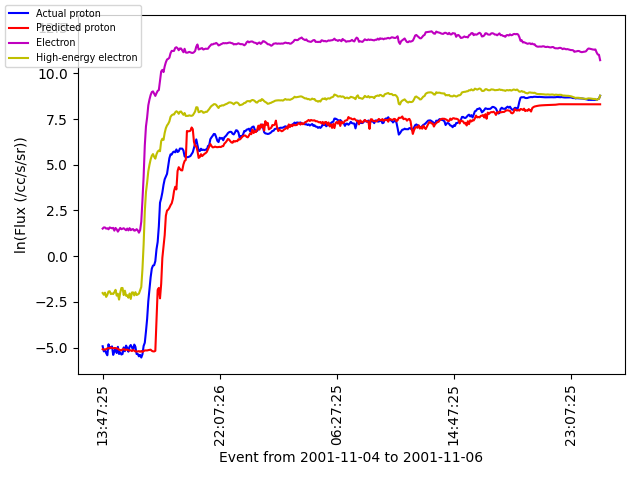 Actual proton
Predicted proton
Electron
High-energy electron
10.0
7.5
5.0
2.5
0.0
−2.5
−5.0
ln(Flux (/cc/s/sr))
13:47:25
22:07:26
06:27:25
14:47:25
23:07:25
Event from 2001-11-04 to 2001-11-06